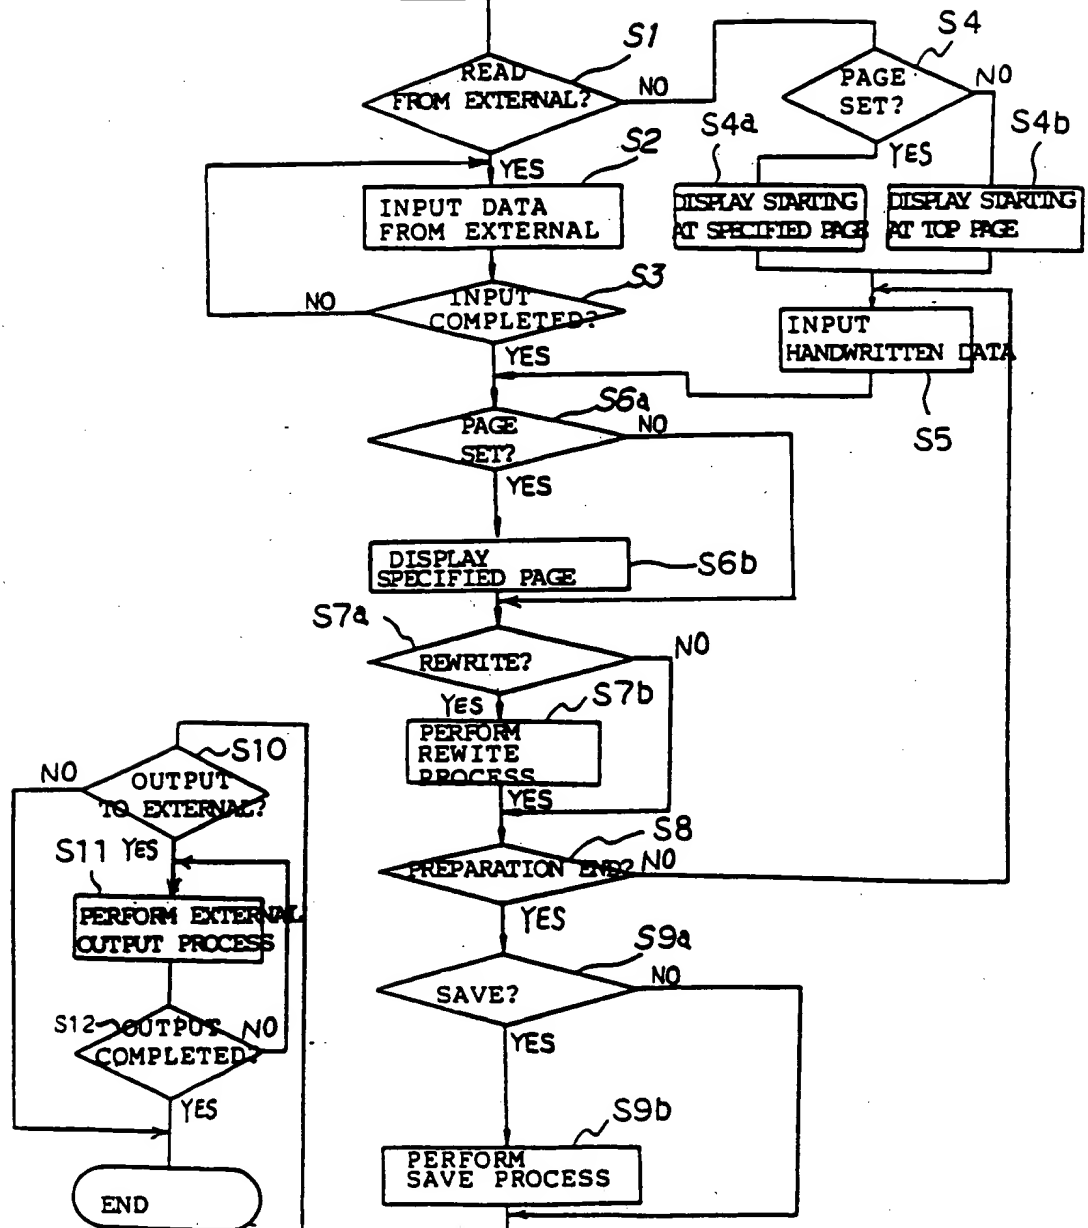 S1
READ
FROM EXTERNAL?
NO
S4
PAGE
SET?
NO
YES
S4a
S4b
DISPLAY STARTING
AT SPECIFIED PAGE
DISPLAY STARTING
AT TOP PAGE
YES
S2
INPUT DATA
FROM EXTERNAL
S3
INPUT
COMPLETED?
NO
YES
INPUT
HANDWRITTEN DATA
S5
S6a
PAGE
SET?
NO
YES
DISPLAY
SPECIFIED PAGE
S6b
S7a
REWRITE?
NO
YES
S7b
PERFORM
REWITE
PROCESS
YES
S8
PREPARATION END?
NO
YES
S9a
SAVE?
NO
YES
S9b
PERFORM
SAVE PROCESS
S10
OUTPUT
TO EXTERNAL?
NO
YES
S11
PERFORM EXTERNAL
OUTPUT PROCESS
S12
OUTPUT
COMPLETED?
NO
YES
END